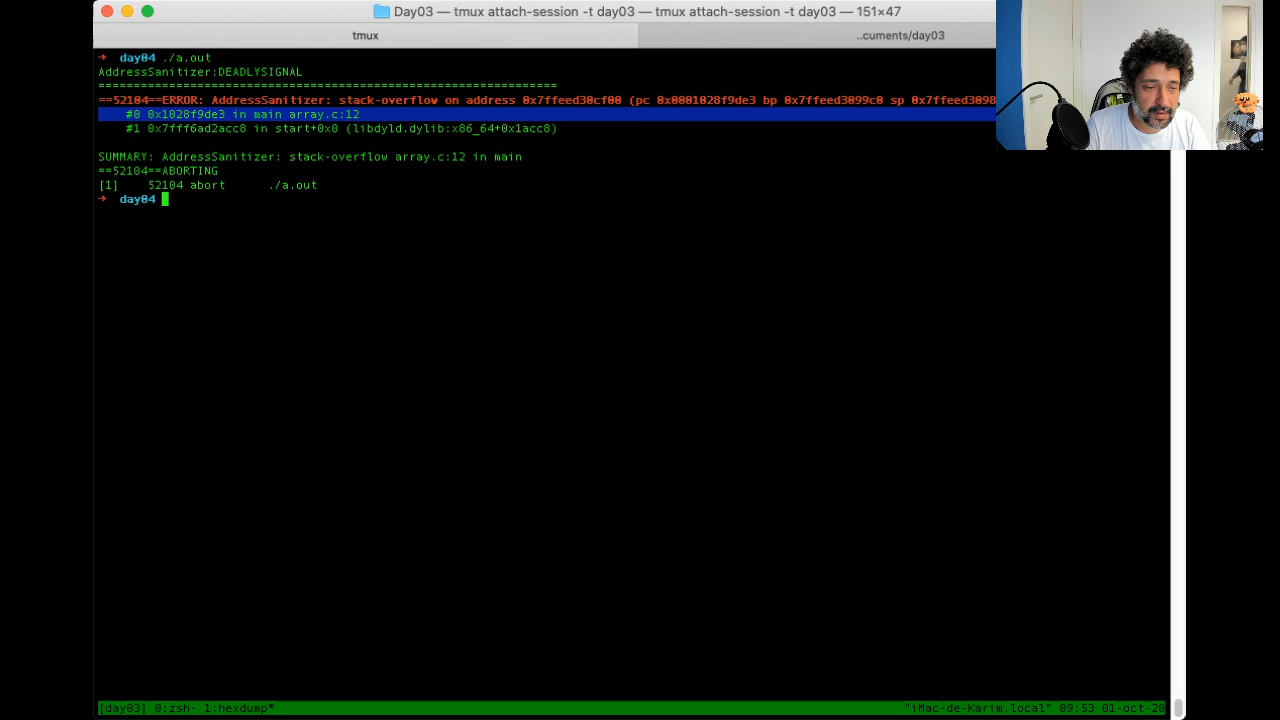 Day03 — tmux attach-session -t day03 — tmux attach-session -t day03 — 151×47
tmux
..cuments/day03
→ day04 ./a.out
AddressSanitizer:DEADLYSIGNAL
=================================================================
==52104==ERROR: AddressSanitizer: stack-overflow on address 0x7ffeed30cf00 (pc 0x0001028f9de3 bp 0x7ffeed3099c0 sp 0x7ffeed3098
#0 0x1028f9de3 in main array.c:12
#1 0x7fff6ad2acc8 in start+0x0 (libdyld.dylib:x86_64+0x1acc8)
SUMMARY: AddressSanitizer: stack-overflow array.c:12 in main
==52104==ABORTING
[1] 52104 abort ./a.out
→ day04
[day03] 0:zsh- 1:hexdump* "iMac-de-Karim.local" 09:53 01-oct-20